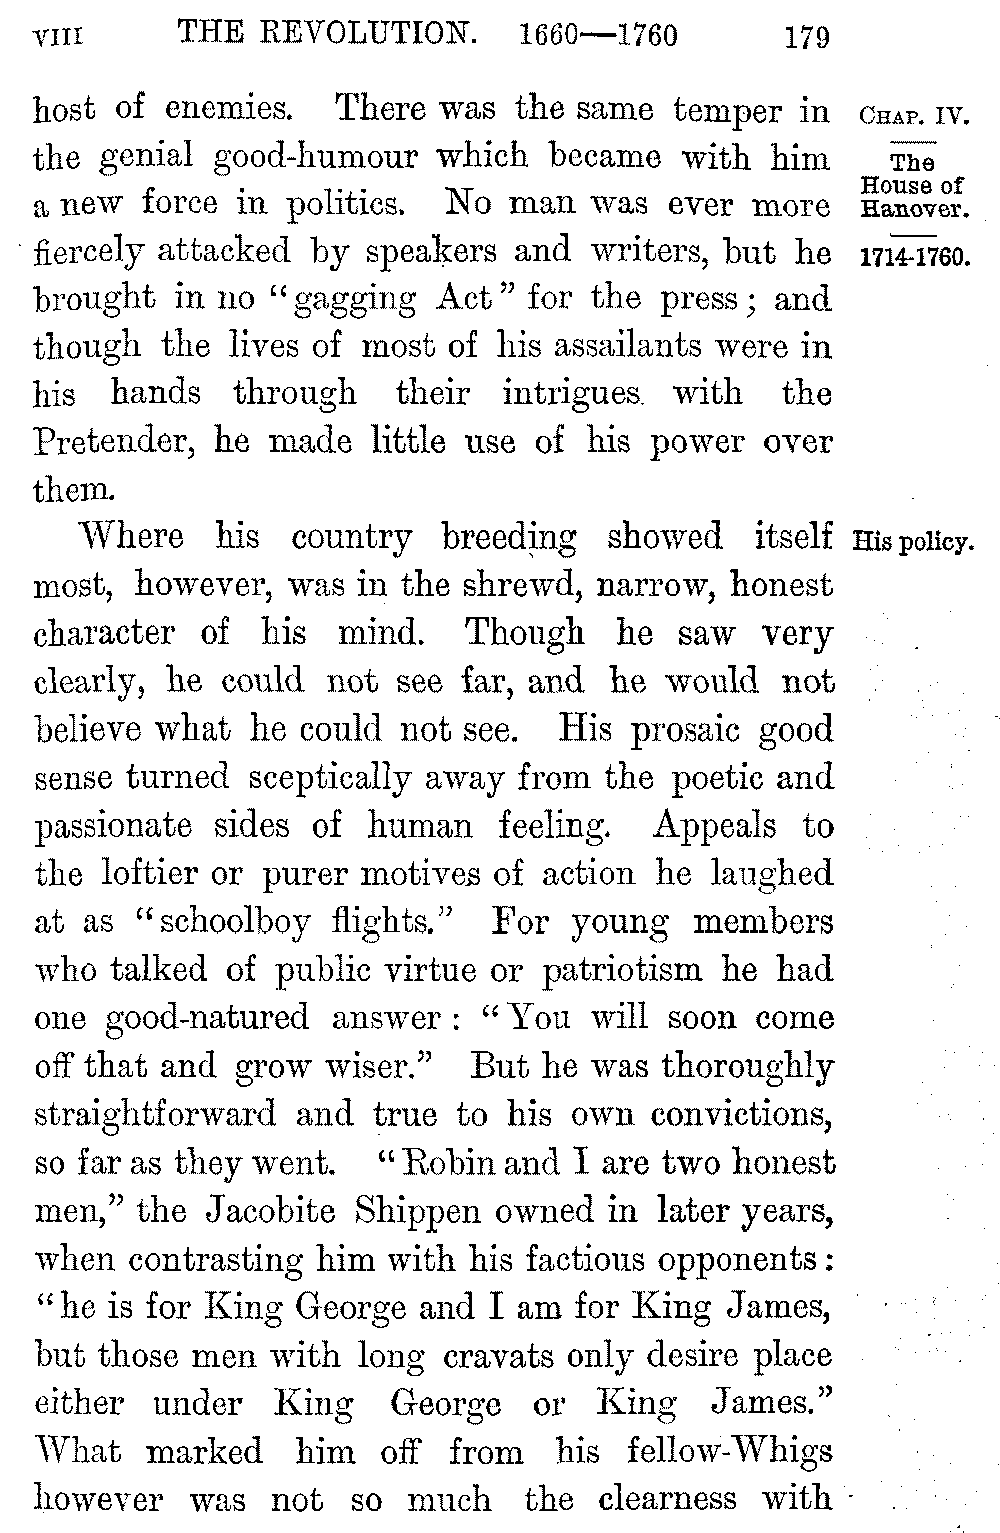 VIII THE REVOLUTION. 1660—1760 179
host of enemies. There was the same temper in
the genial good-humour which became with him
a new force in politics. No man was ever more
fiercely attacked by speakers and writers, but he
brought in no "gagging Act" for the press; and
though the lives of most of his assailants were in
his hands through their intrigues with the
Pretender, he made little use of his power over
them.
CHAP. IV.
The
House of
Hanover.
1714-1760.
Where his country breeding showed itself
most, however, was in the shrewd, narrow, honest
character of his mind. Though he saw very
clearly, he could not see far, and he would not
believe what he could not see. His prosaic good
sense turned sceptically away from the poetic and
passionate sides of human feeling. Appeals to
the loftier or purer motives of action he laughed
at as "schoolboy flights." For young members
who talked of public virtue or patriotism he had
one good-natured answer: "You will soon come
off that and grow wiser." But he was thoroughly
straightforward and true to his own convictions,
so far as they went. "Robin and I are two honest
men," the Jacobite Shippen owned in later years,
when contrasting him with his factious opponents:
"he is for King George and I am for King James,
but those men with long cravats only desire place
either under King George or King James."
What marked him off from his fellow-Whigs
however was not so much the clearness with
His policy.